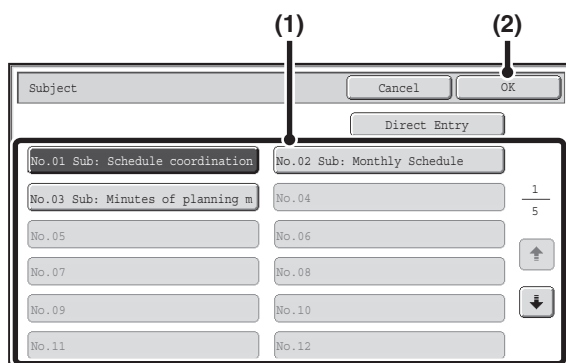 (1) (2)
Subject Cancel OK
Direct Entry
No.01 Sub: Schedule coordination No.02 Sub: Monthly Schedule
No.03 Sub: Minutes of planning m No.04
1
5
No.05 No.06
No.07 No.08
No.09 No.10
No.11 No.12